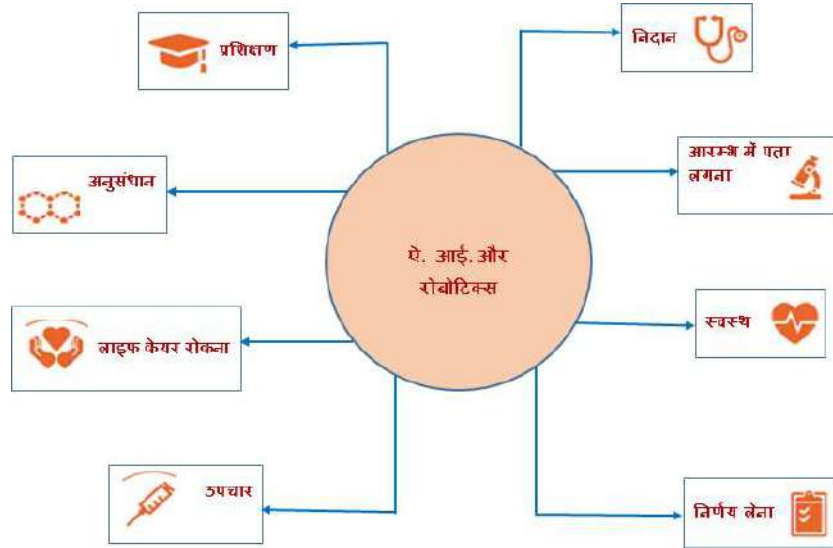 प्रशिक्षण
निदान
अनुसंधान
आरम्भ में पता
लगना
ऐ. आई.और
रोबोटिक्स
लाइफ केयर रोकना
स्वस्थ
उपचार
निर्णय लेना